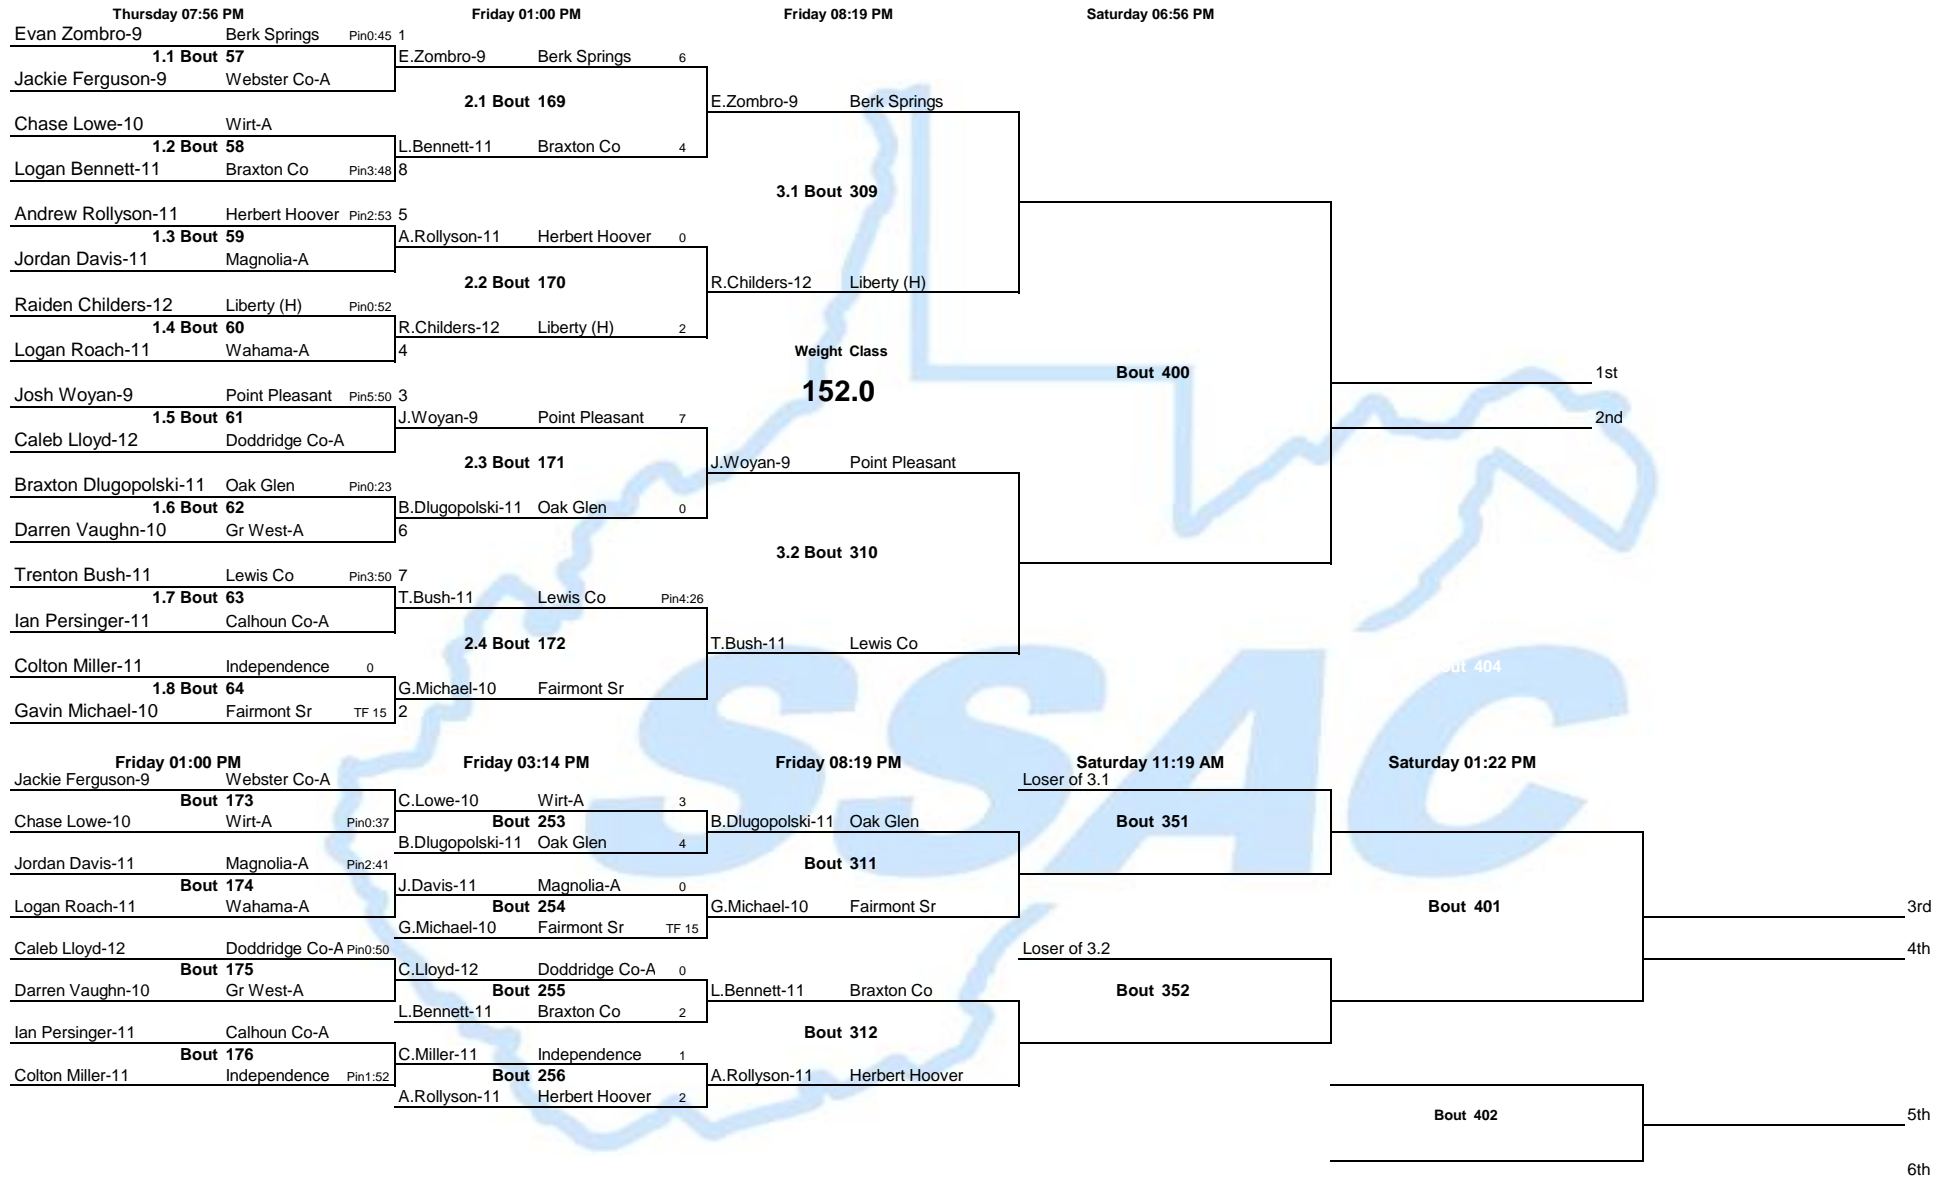 Thursday 07:56 PM Friday 01:00 PM Friday 08:19 PM Saturday 06:56 PM
Evan Zombro-9 Berk Springs Pin0:45 1
1.1 Bout 57 E.Zombro-9 Berk Springs 6
Jackie Ferguson-9 Webster Co-A
2.1 Bout 169 E.Zombro-9 Berk Springs
Chase Lowe-10 Wirt-A
1.2 Bout 58 L.Bennett-11 Braxton Co 4
Logan Bennett-11 Braxton Co Pin3:48 8
3.1 Bout 309
Andrew Rollyson-11 Herbert Hoover Pin2:53 5
1.3 Bout 59 A.Rollyson-11 Herbert Hoover 0
Jordan Davis-11 Magnolia-A
2.2 Bout 170 R.Childers-12 Liberty (H)
Raiden Childers-12 Liberty (H) Pin0:52
1.4 Bout 60 R.Childers-12 Liberty (H) 2
Logan Roach-11 Wahama-A 4 Weight Class
Bout 400 1st
Josh Woyan-9 Point Pleasant Pin5:50 3 152.0
1.5 Bout 61 J.Woyan-9 Point Pleasant 7 2nd
Caleb Lloyd-12 Doddridge Co-A
2.3 Bout 171 J.Woyan-9 Point Pleasant
Braxton Dlugopolski-11 Oak Glen Pin0:23
1.6 Bout 62 B.Dlugopolski-11 Oak Glen 0
Darren Vaughn-10 Gr West-A 6
3.2 Bout 310
Trenton Bush-11 Lewis Co Pin3:50 7
1.7 Bout 63 T.Bush-11 Lewis Co Pin4:26
Ian Persinger-11 Calhoun Co-A
2.4 Bout 172 T.Bush-11 Lewis Co
Colton Miller-11 Independence 0 404
1.8 Bout 64 G.Michael-10 Fairmont Sr
Gavin Michael-10 Fairmont Sr TF 15 2
SSAC
Friday 01:00 PM Friday 03:14 PM Friday 08:19 PM Saturday 11:19 AM Saturday 01:22 PM
Jackie Ferguson-9 Webster Co-A Loser of 3.1
Bout 173 C.Lowe-10 Wirt-A 3
Chase Lowe-10 Wirt-A Pin0:37 Bout 253 B.Dlugopolski-11 Oak Glen Bout 351
B.Dlugopolski-11 Oak Glen 4
Jordan Davis-11 Magnolia-A Pin2:41 Bout 311
Bout 174 J.Davis-11 Magnolia-A 0
Logan Roach-11 Wahama-A Bout 254 G.Michael-10 Fairmont Sr Bout 401 3rd
G.Michael-10 Fairmont Sr TF 15
Caleb Lloyd-12 Doddridge Co-A Pin0:50 Loser of 3.2 4th
Bout 175 C.Lloyd-12 Doddridge Co-A 0
Darren Vaughn-10 Gr West-A Bout 255 L.Bennett-11 Braxton Co Bout 352
L.Bennett-11 Braxton Co 2
Ian Persinger-11 Calhoun Co-A Bout 312
Bout 176 C.Miller-11 Independence 1
Colton Miller-11 Independence Pin1:52 Bout 256 A.Rollyson-11 Herbert Hoover
A.Rollyson-11 Herbert Hoover 2
Bout 402 5th
6th